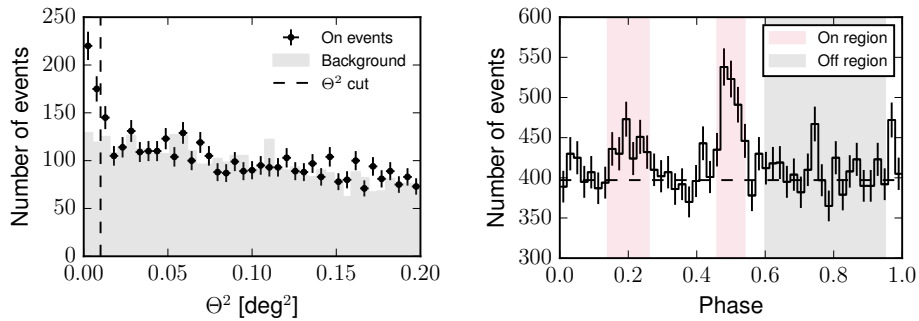 250
200
150
100
50
0
0.00 0.05 0.10 0.15 0.20
Number of events
Θ² [deg²]
On events
Background
Θ² cut
600
550
500
450
400
350
300
0.0 0.2 0.4 0.6 0.8 1.0
Number of events
Phase
On region
Off region